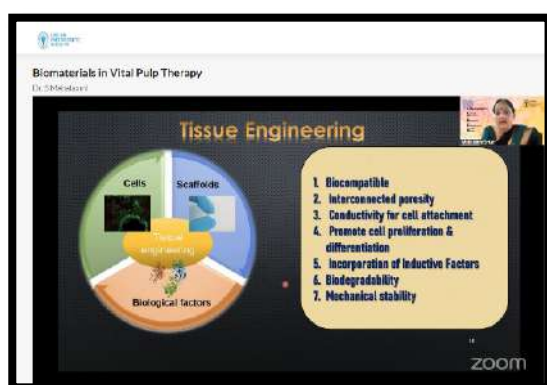 Biomaterials in Vital Pulp Therapy
Tissue Engineering
Cells
Scaffolds
Tissue
engineering
Biological factors
1. Biocompatible
2. Interconnected porosity
3. Conductivity for cell attachment
4. Promote cell proliferation &
differentiation
5. Incorporation of Inductive Factors
6. Biodegradability
7. Mechanical stability
zoom